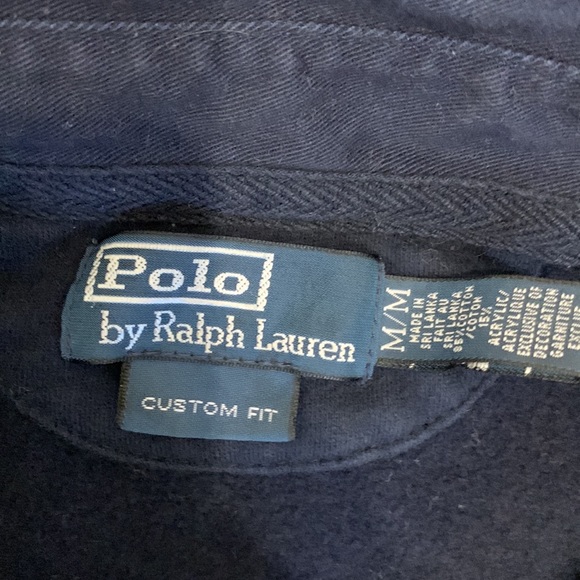 Polo
by Ralph Lauren
CUSTOM FIT
M/M
MADE IN
SRI LANKA
FAIT AU
SRI LANKA
85% COTTON
/COTON
15%
ACRYLIC/
ACRYLIQUE
EXCLUSIVE OF
DECORATION
GARNITURE